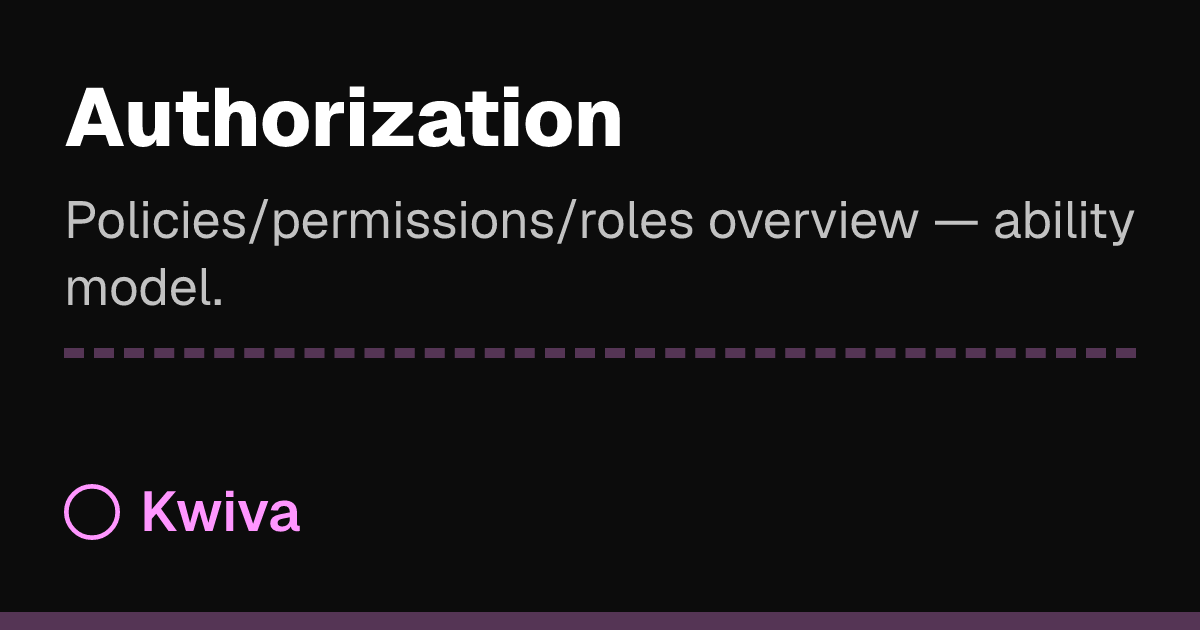 Authorization
Policies/permissions/roles overview — ability
model.
Kwiva